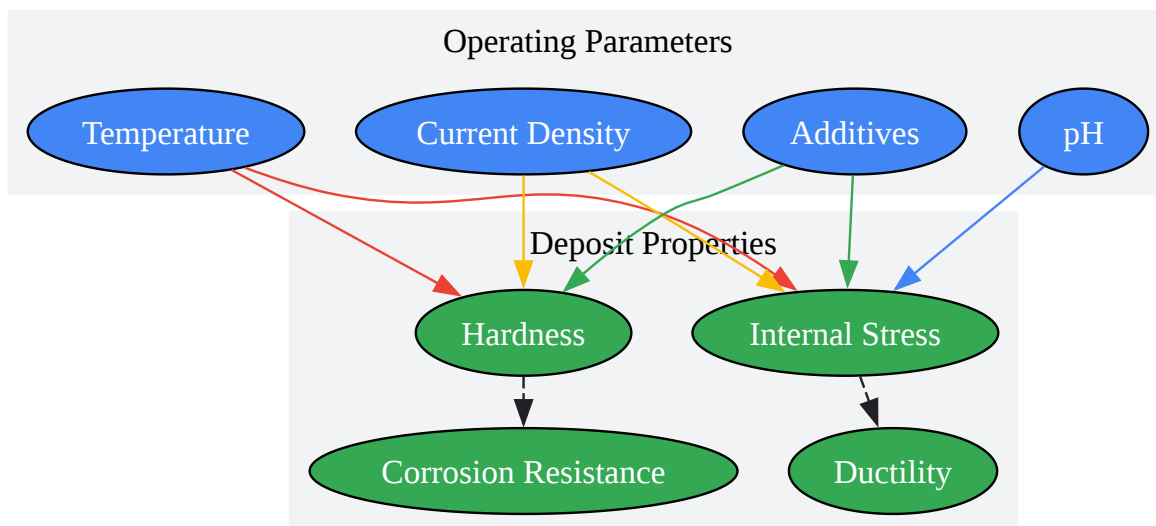 Operating Parameters
Temperature
Current Density
Additives
pH
Deposit Properties
Hardness
Internal Stress
Corrosion Resistance
Ductility